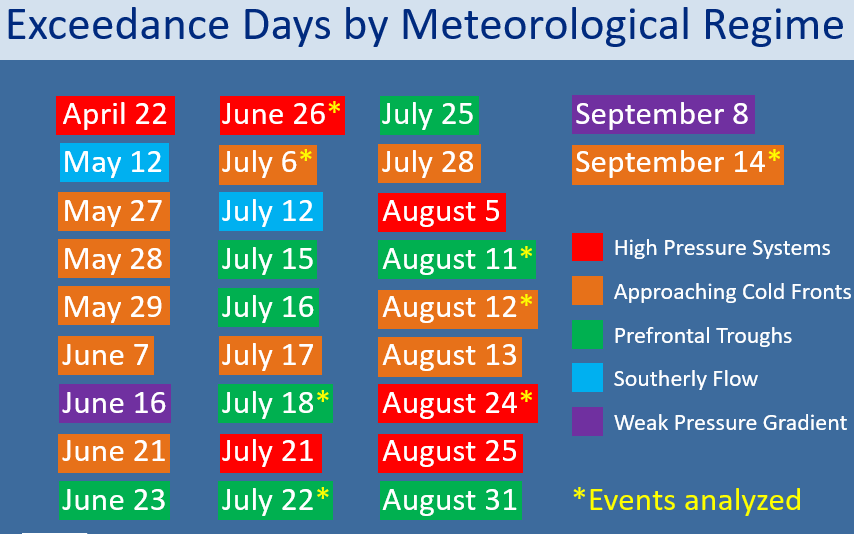 Exceedance Days by Meteorological Regime
April 22
May 12
May 27
May 28
May 29
June 7
June 16
June 21
June 23
June 26*
July 6*
July 12
July 15
July 16
July 17
July 18*
July 21
July 22*
July 25
July 28
August 5
August 11*
August 12*
August 13
August 24*
August 25
August 31
September 8
September 14*
High Pressure Systems
Approaching Cold Fronts
Prefrontal Troughs
Southerly Flow
Weak Pressure Gradient
*Events analyzed